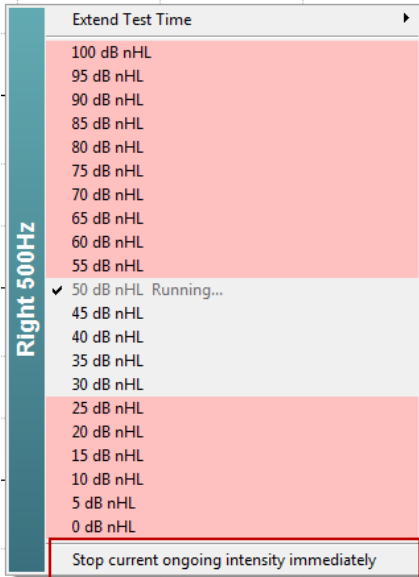 Extend Test Time
100 dB nHL
95 dB nHL
90 dB nHL
85 dB nHL
80 dB nHL
75 dB nHL
70 dB nHL
65 dB nHL
60 dB nHL
55 dB nHL
50 dB nHL Running...
45 dB nHL
40 dB nHL
35 dB nHL
30 dB nHL
25 dB nHL
20 dB nHL
15 dB nHL
10 dB nHL
5 dB nHL
0 dB nHL
Stop current ongoing intensity immediately
Right 500Hz